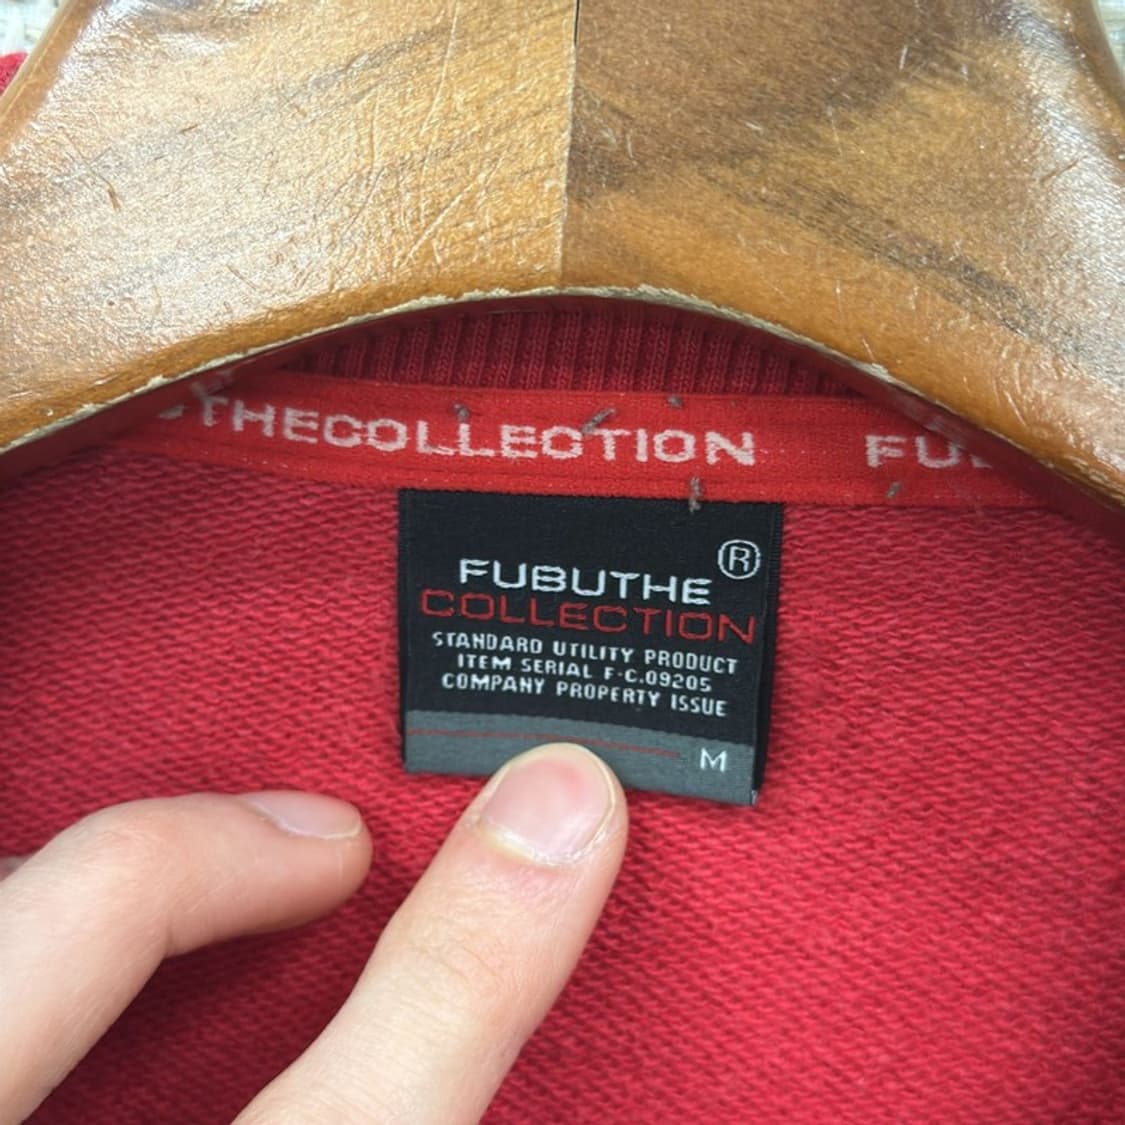 THECOLLECTION FU
FUBUTHE ®
COLLECTION
STANDARD UTILITY PRODUCT
ITEM SERIAL F-C.09205
COMPANY PROPERTY ISSUE
M